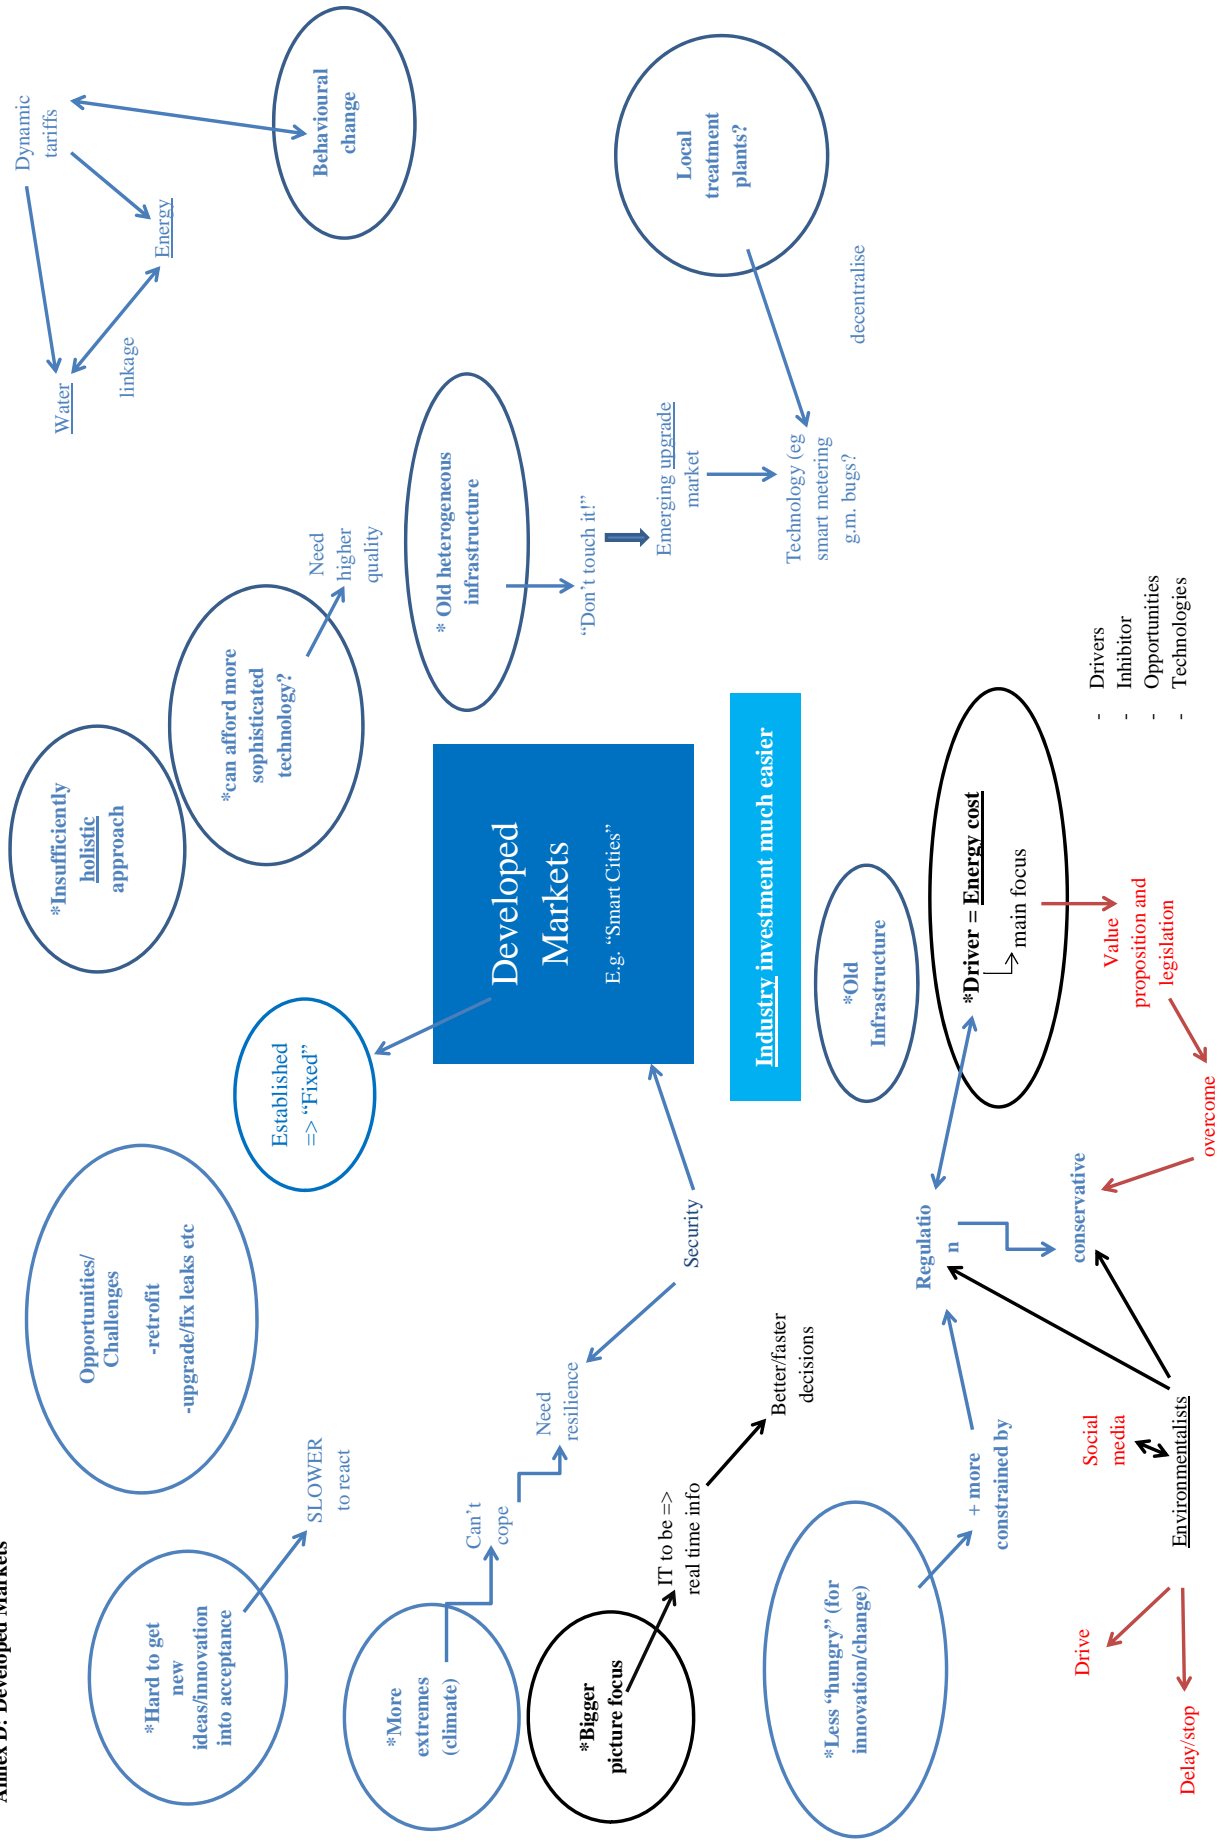 Annex D: Developed Markets
*Hard to get
new
ideas/innovation
into acceptance
SLOWER
to react
Opportunities/
Challenges
-retrofit
-upgrade/fix leaks etc
*Insufficiently
holistic
approach
Water
linkage
Energy
Dynamic
tariffs
Behavioural
change
Established
=> “Fixed”
*can afford more
sophisticated
technology?
Need
higher
quality
*More
extremes
(climate)
Can’t
cope
Need
resilience
Security
Developed
Markets
E.g. “Smart Cities”
* Old heterogeneous
infrastructure
“Don’t touch it!”
Emerging upgrade
market
Technology (eg
smart metering
g.m. bugs?
Local
treatment
plants?
decentralise
*Bigger
picture focus
IT to be =>
real time info
Better/faster
decisions
Industry investment much easier
*Old
Infrastructure
*Less “hungry” (for
innovation/change)
+ more
constrained by
Regulatio
n
conservative
*Driver = Energy cost
main focus
Value
proposition and
legislation
overcome
Social
media
Environmentalists
Drive
Delay/stop
- Drivers
- Inhibitor
- Opportunities
- Technologies